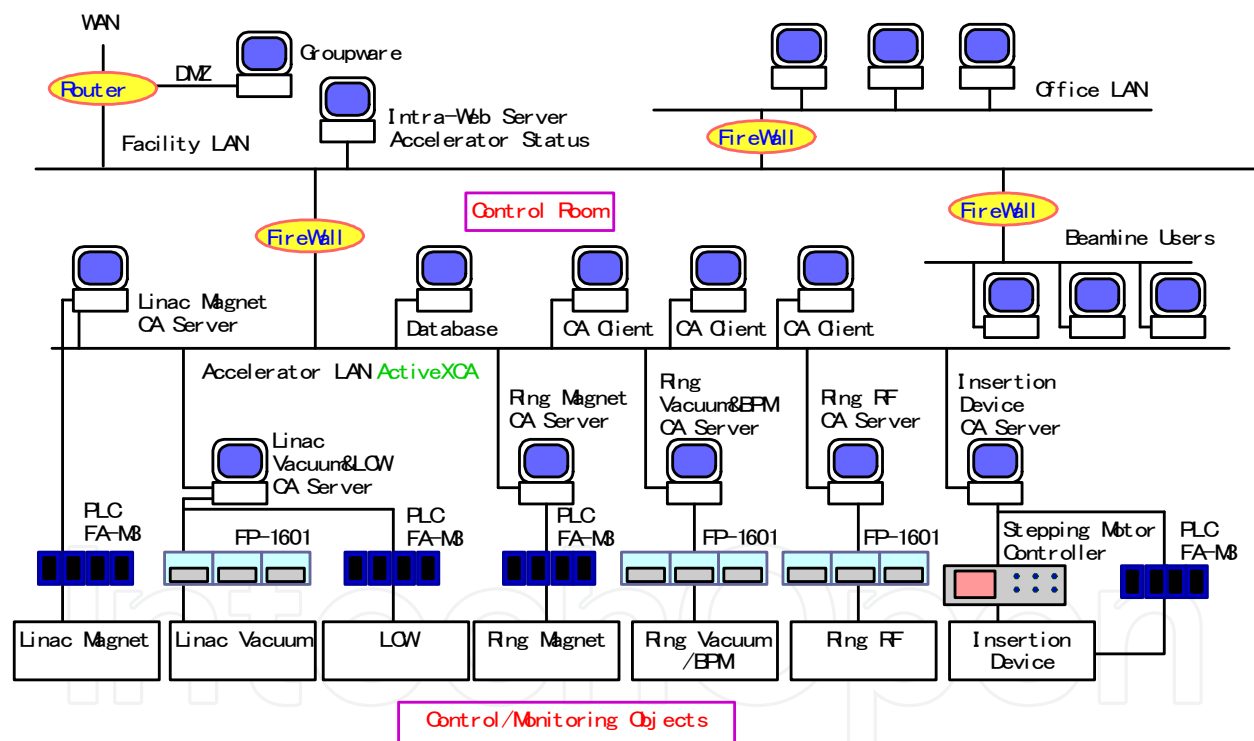 WAN
Groupware
DMZ
Router
Office LAN
Intra-Web Server
Accelerator Status
FireWall
Facility LAN
Control Room
FireWall
FireWall
Beamline Users
Linac Magnet
CA Server
Database
CA Client
CA Client
CA Client
Accelerator LAN ActiveXCA
Ring Magnet
CA Server
Ring
Vacuum&BPM
CA Server
Ring RF
CA Server
Insertion
Device
CA Server
Linac
Vacuum&LCW
CA Server
PLC
FA-M3
FP-1601
PLC
FA-M3
PLC
FA-M3
FP-1601
FP-1601
Stepping Motor
Controller
PLC
FA-M3
Linac Magnet
Linac Vacuum
LCW
Ring Magnet
Ring Vacuum
/BPM
Ring RF
Insertion
Device
IntechOpen
Control/Monitoring Objects